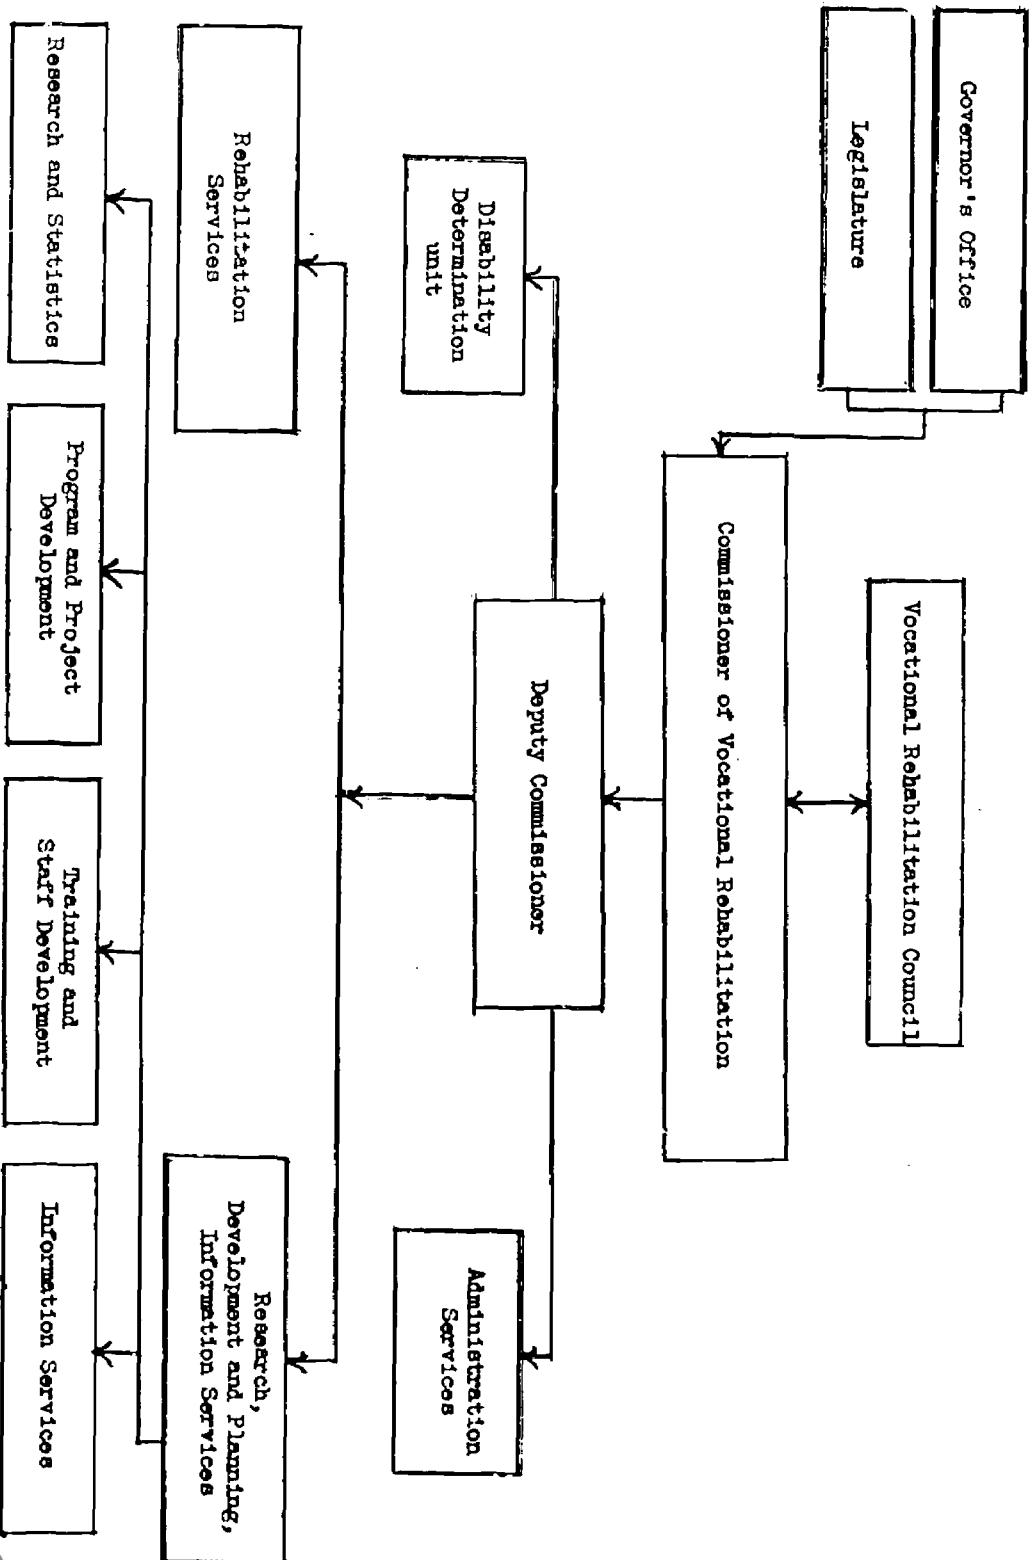 Governor's Office
Legislature
Vocational Rehabilitation Council
Commissioner of Vocational Rehabilitation
Deputy Commissioner
Disability
Determination
unit
Administration
Services
Rehabilitation
Services
Research,
Development and Planning,
Information Services
Research and Statistics
Program and Project
Development
Training and
Staff Development
Information Services